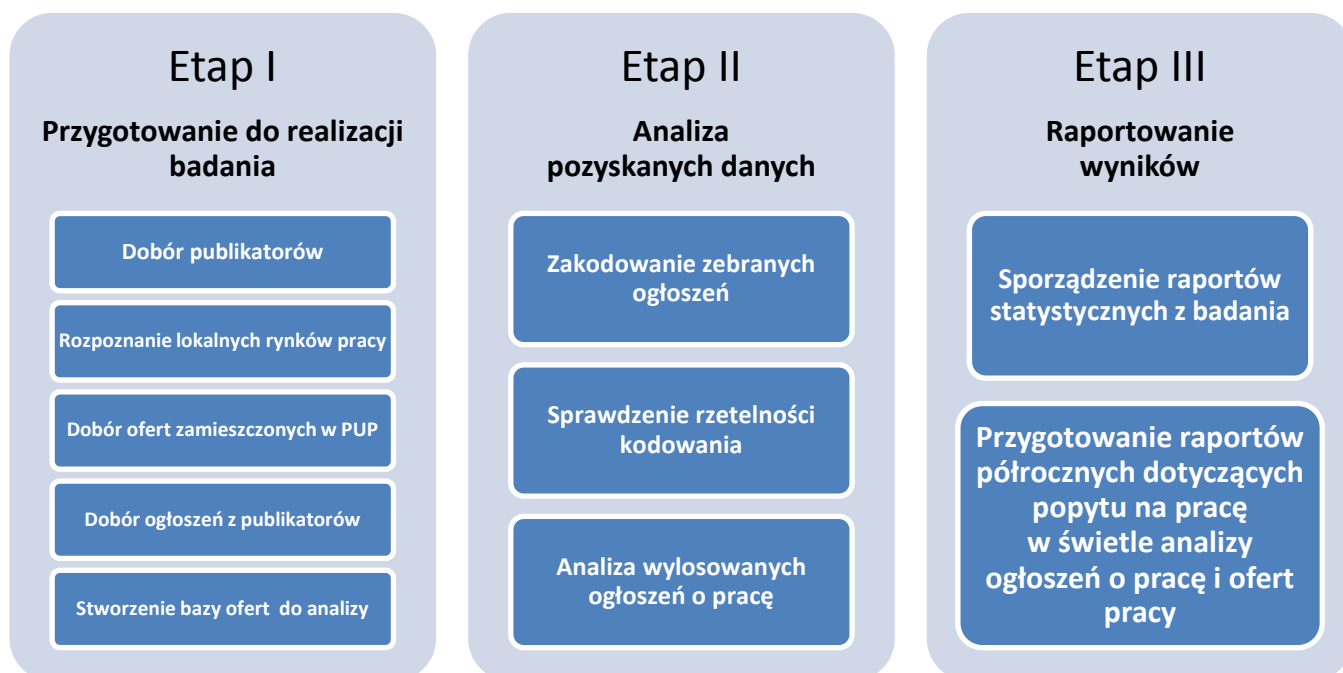 Etap I
Przygotowanie do realizacji
badania
Dobór publikatorów
Rozpoznanie lokalnych rynków pracy
Dobór ofert zamieszczonych w PUP
Dobór ogłoszeń z publikatorów
Stworzenie bazy ofert do analizy
Etap II
Analiza
pozyskanych danych
Zakodowanie zebranych
ogłoszeń
Sprawdzenie rzetelności
kodowania
Analiza wylosowanych
ogłoszeń o pracę
Etap III
Raportowanie
wyników
Sporządzenie raportów
statystycznych z badania
Przygotowanie raportów
półrocznych dotyczących
popytu na pracę
w świetle analizy
ogłoszeń o pracę i ofert
pracy